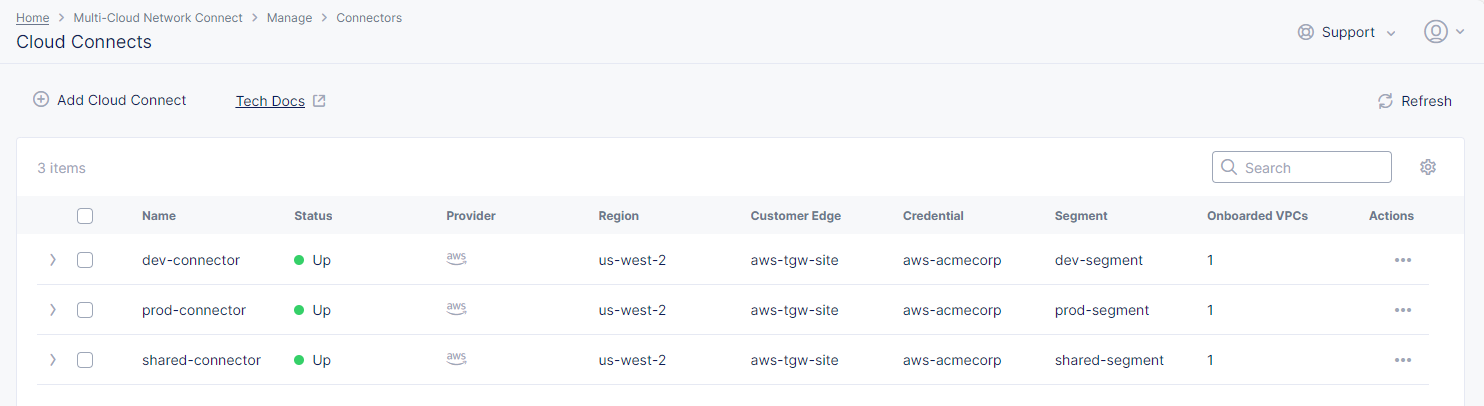 Home > Multi-Cloud Network Connect > Manage > Connectors
Cloud Connects
Support
Add Cloud Connect Tech Docs
Refresh
3 items
Search
Name Status Provider Region Customer Edge Credential Segment Onboarded VPCs Actions
dev-connector Up aws us-west-2 aws-tgw-site aws-acmecorp dev-segment 1
prod-connector Up aws us-west-2 aws-tgw-site aws-acmecorp prod-segment 1
shared-connector Up aws us-west-2 aws-tgw-site aws-acmecorp shared-segment 1